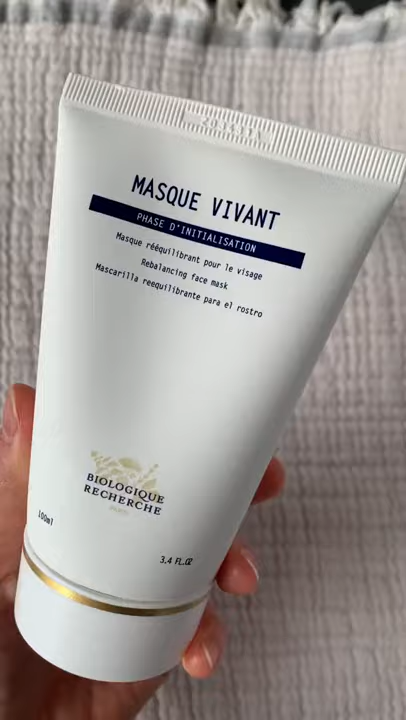 MASQUE VIVANT
PHASE D'INITIALISATION
Masque rééquilibrant pour le visage
Rebalancing face mask
Mascarilla reequilibrante para el rostro
BIOLOGIQUE
RECHERCHE
PARIS
100ml
3.4 FL.OZ